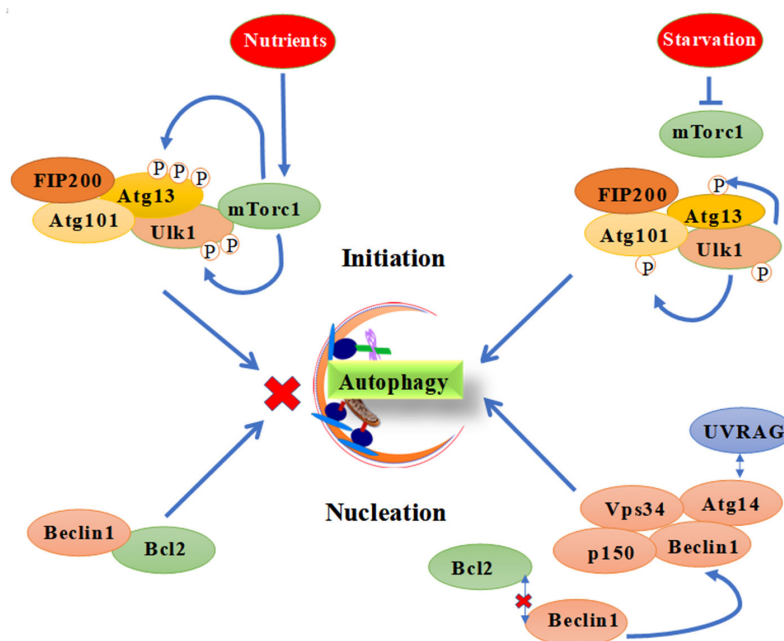 Nutrients
Starvation
mTorc1
P P P
FIP200
Atg13
mTorc1
Atg101
Ulk1
P P
P
FIP200
Atg13
Atg101
Ulk1
P
P
Initiation
Autophagy
Nucleation
Beclin1
Bcl2
UVRAG
Vps34
Atg14
p150
Beclin1
Bcl2
Beclin1